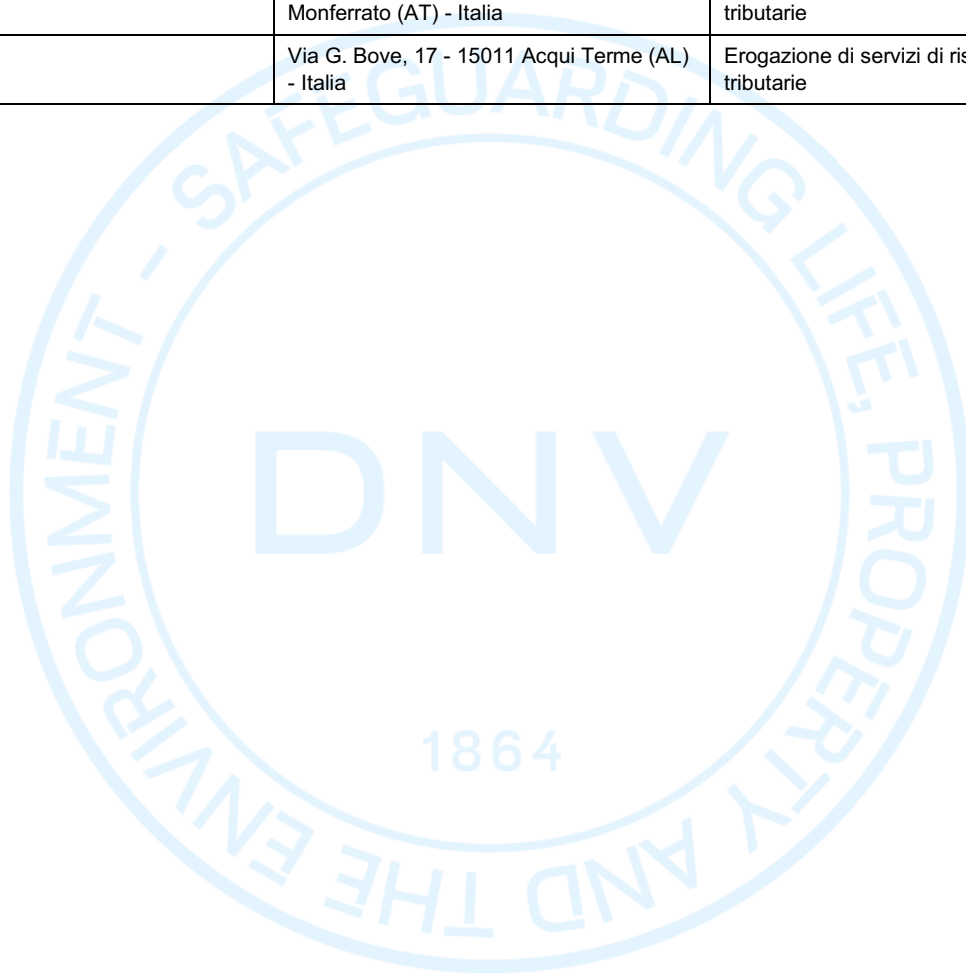 Monferrato (AT) - Italia
tributarie
Via G. Bove, 17 - 15011 Acqui Terme (AL)
- Italia
Erogazione di servizi di
tributarie
SAFEGUARDING LIFE, PROPERTY AND THE ENVIRONMENT -
DNV
1864